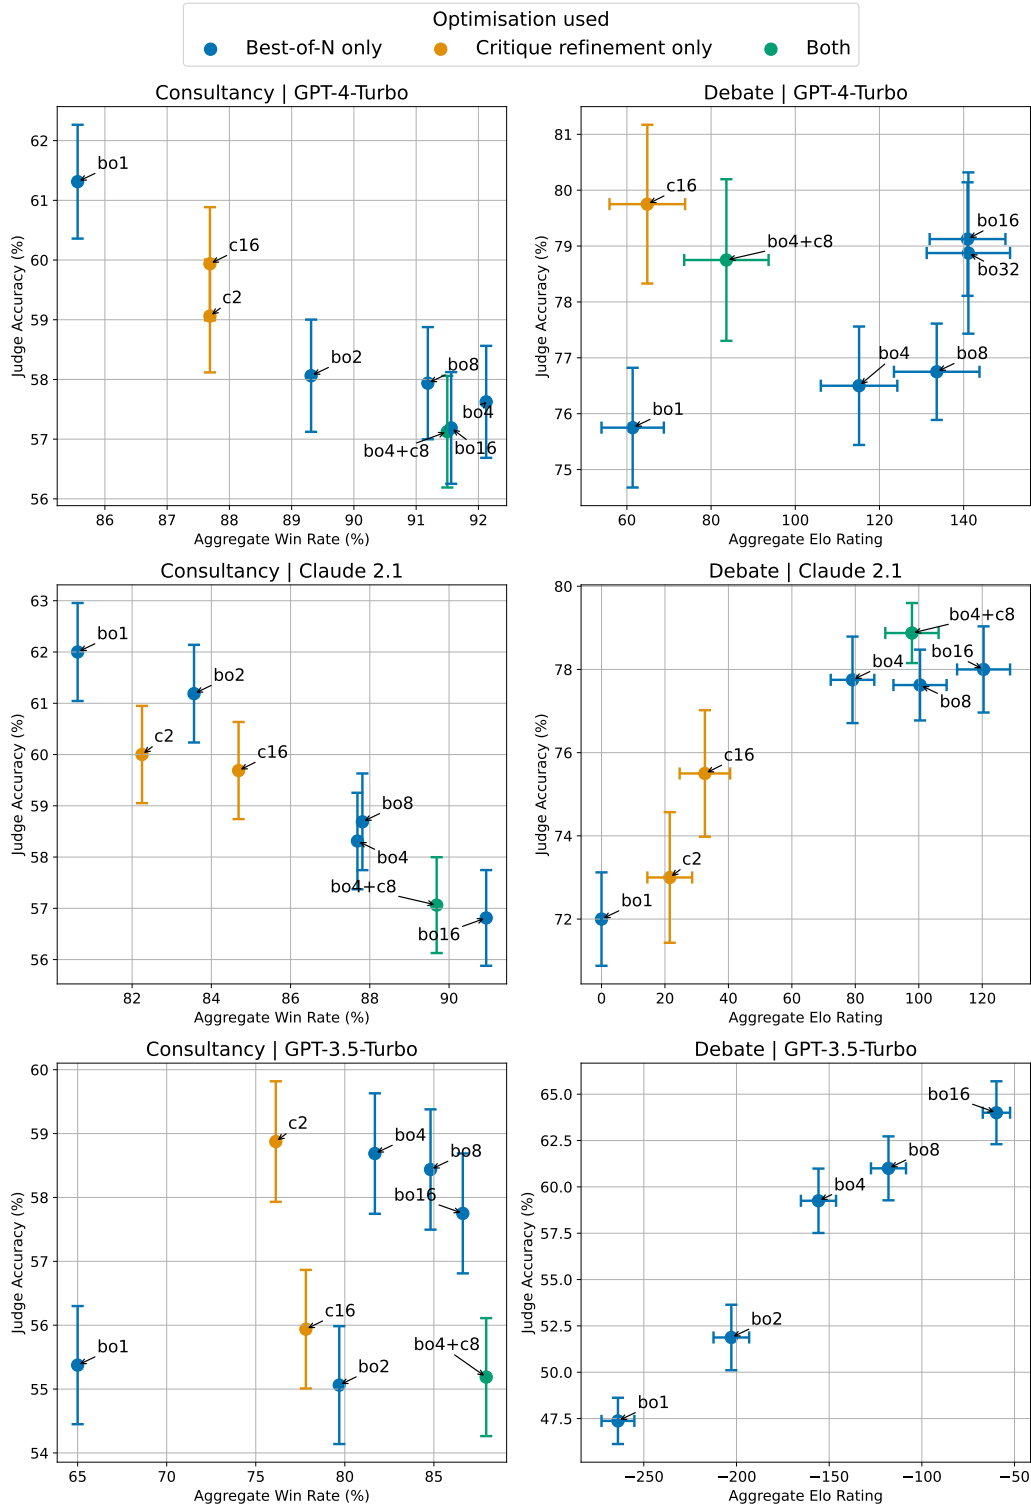 Optimisation used
Best-of-N only Critique refinement only Both
Consultancy | GPT-4-Turbo
Judge Accuracy (%)
62
61
60
59
58
57
56
bo1
c16
c2
bo2
bo8
bo4
bo4+c8
bo16
86 87 88 89 90 91 92
Aggregate Win Rate (%)
Debate | GPT-4-Turbo
Judge Accuracy (%)
81
80
79
78
77
76
75
c16
bo4+c8
bo16
bo32
bo4
bo8
bo1
60 80 100 120 140
Aggregate Elo Rating
Consultancy | Claude 2.1
Judge Accuracy (%)
63
62
61
60
59
58
57
56
bo1
bo2
c2
c16
bo8
bo4
bo4+c8
bo16
82 84 86 88 90
Aggregate Win Rate (%)
Debate | Claude 2.1
Judge Accuracy (%)
80
78
76
74
72
bo4+c8
bo16
bo4
bo8
c16
c2
bo1
0 20 40 60 80 100 120
Aggregate Elo Rating
Consultancy | GPT-3.5-Turbo
Judge Accuracy (%)
60
59
58
57
56
55
54
c2
bo4
bo8
bo16
c16
bo1
bo2
bo4+c8
65 70 75 80 85
Aggregate Win Rate (%)
Debate | GPT-3.5-Turbo
Judge Accuracy (%)
65.0
62.5
60.0
57.5
55.0
52.5
50.0
47.5
bo16
bo8
bo4
bo2
bo1
−250 −200 −150 −100 −50
Aggregate Elo Rating